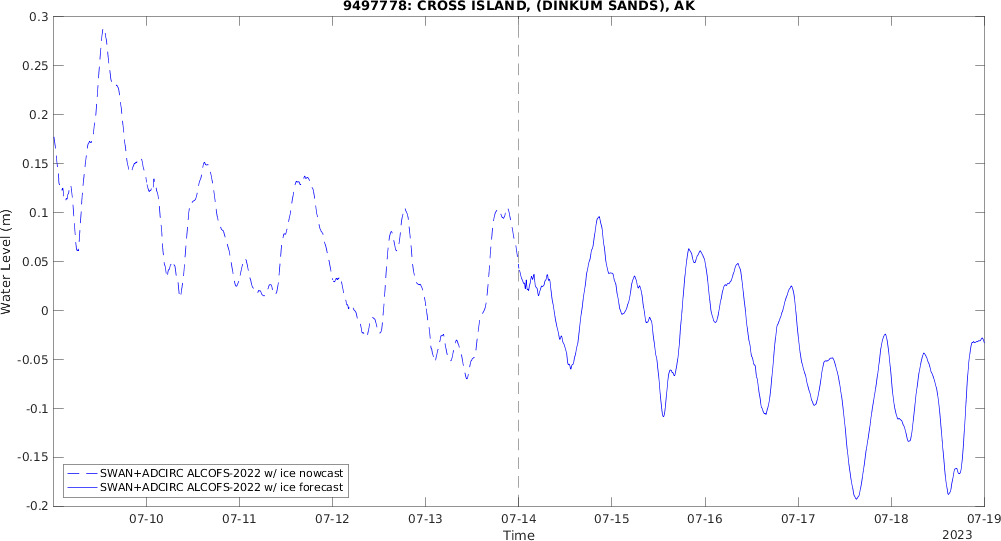 9497778: CROSS ISLAND, (DINKUM SANDS), AK
0.3
0.25
0.2
0.15
0.1
0.05
0
-0.05
-0.1
-0.15
-0.2
Water Level (m)
SWAN+ADCIRC ALCOFS-2022 w/ ice nowcast
SWAN+ADCIRC ALCOFS-2022 w/ ice forecast
07-10 07-11 07-12 07-13 07-14 07-15 07-16 07-17 07-18 07-19
Time
2023